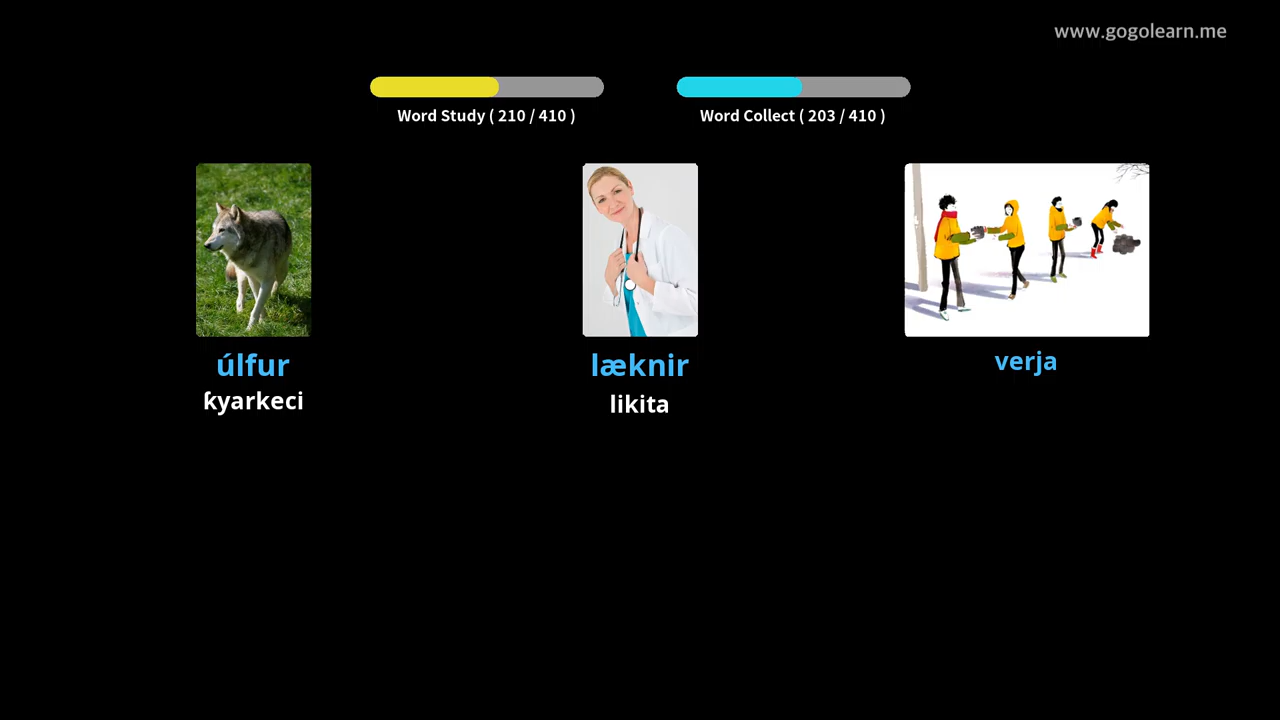 www.gogolearn.me
Word Study ( 210 / 410 )
Word Collect ( 203 / 410 )
úlfur
ƙyarkeci
læknir
likita
verja